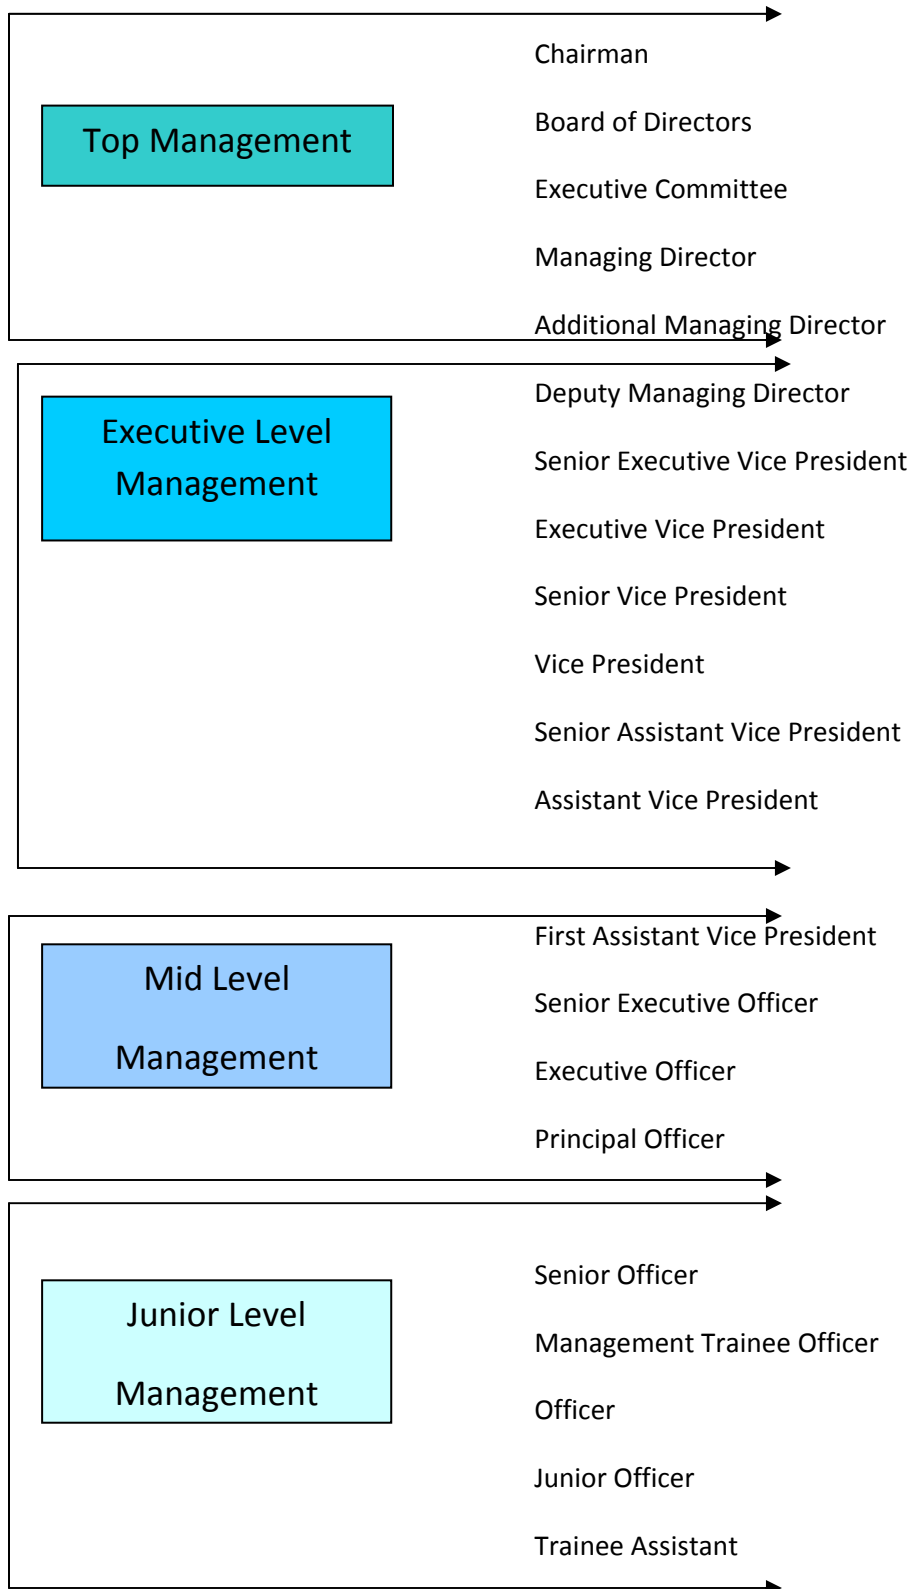 Chairman
Top Management
Board of Directors
Executive Committee
Managing Director
Additional Managing Director
Executive Level
Management
Deputy Managing Director
Senior Executive Vice President
Executive Vice President
Senior Vice President
Vice President
Senior Assistant Vice President
Assistant Vice President
Mid Level
Management
First Assistant Vice President
Senior Executive Officer
Executive Officer
Principal Officer
Junior Level
Management
Senior Officer
Management Trainee Officer
Officer
Junior Officer
Trainee Assistant